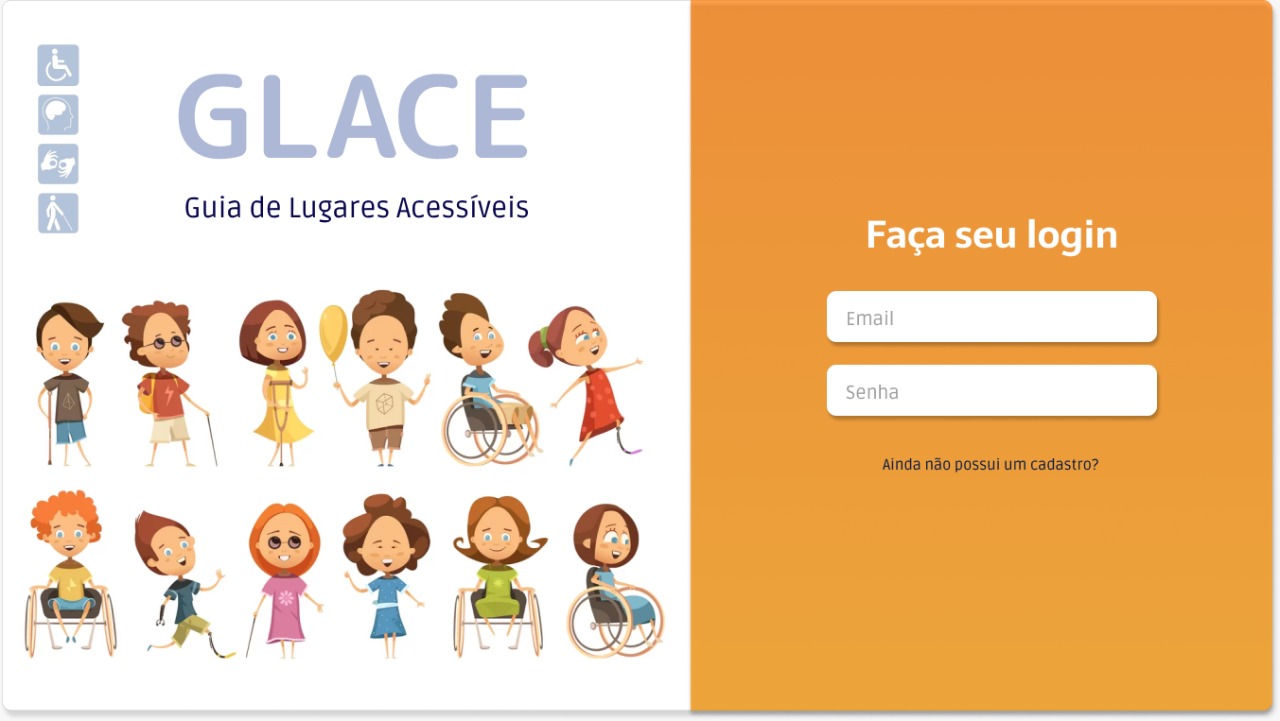 GLACE
Guia de Lugares Acessíveis
Faça seu login
Email
Senha
Ainda não possui um cadastro?